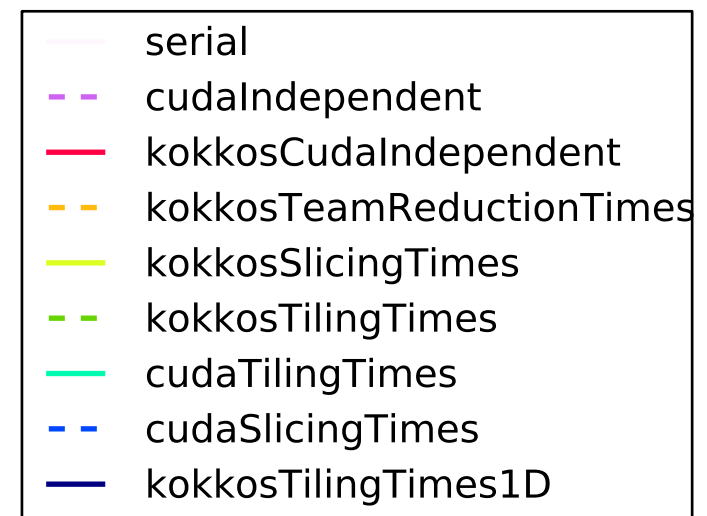 serial
cudaIndependent
kokkosCudaIndependent
kokkosTeamReductionTimes
kokkosSlicingTimes
kokkosTilingTimes
cudaTilingTimes
cudaSlicingTimes
kokkosTilingTimes1D